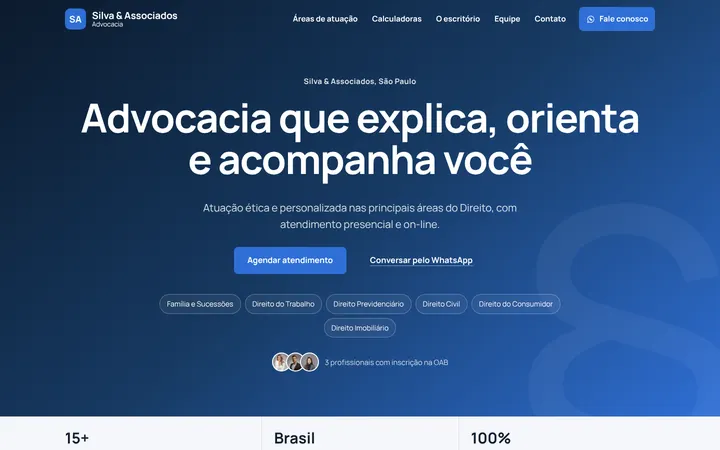 SA
Silva & Associados
Advocacia
Áreas de atuação
Calculadoras
O escritório
Equipe
Contato
Fale conosco
Silva & Associados, São Paulo
Advocacia que explica, orienta
e acompanha você
Atuação ética e personalizada nas principais áreas do Direito, com
atendimento presencial e on-line.
Agendar atendimento
Conversar pelo WhatsApp
Família e Sucessões
Direito do Trabalho
Direito Previdenciário
Direito Civil
Direito do Consumidor
Direito Imobiliário
3 profissionais com inscrição na OAB
15+
Brasil
100%